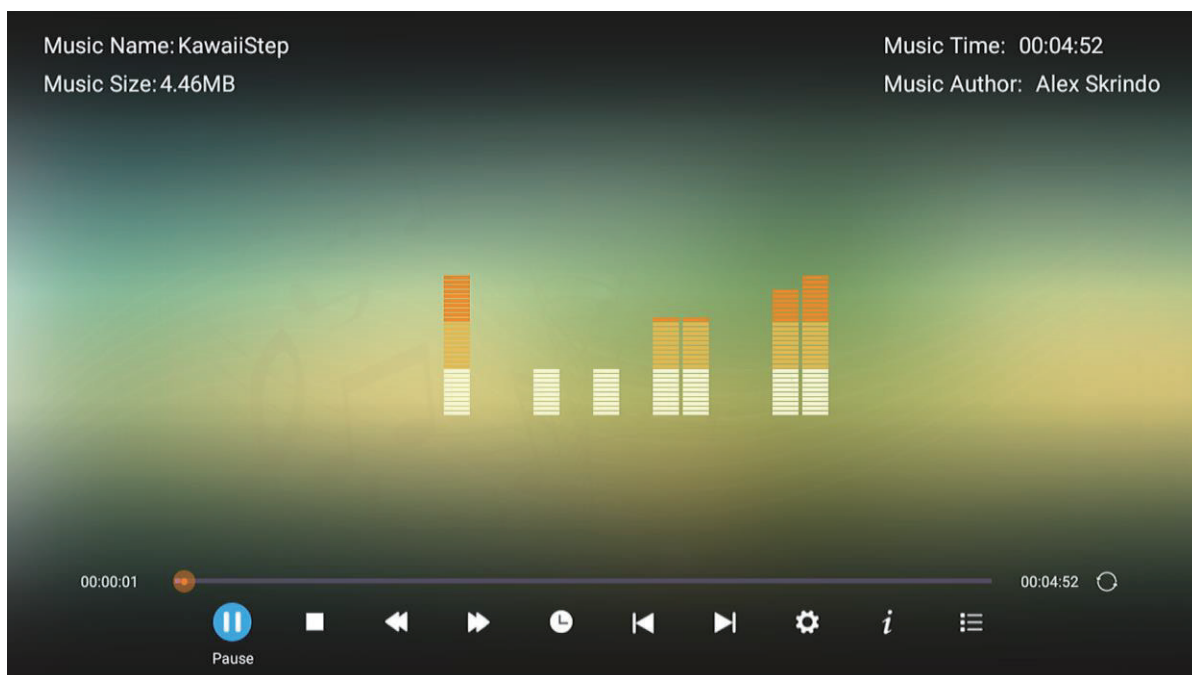 Music Name: KawaiiStep
Music Size: 4.46MB
Music Time: 00:04:52
Music Author: Alex Skrindo
00:00:01
00:04:52
Pause